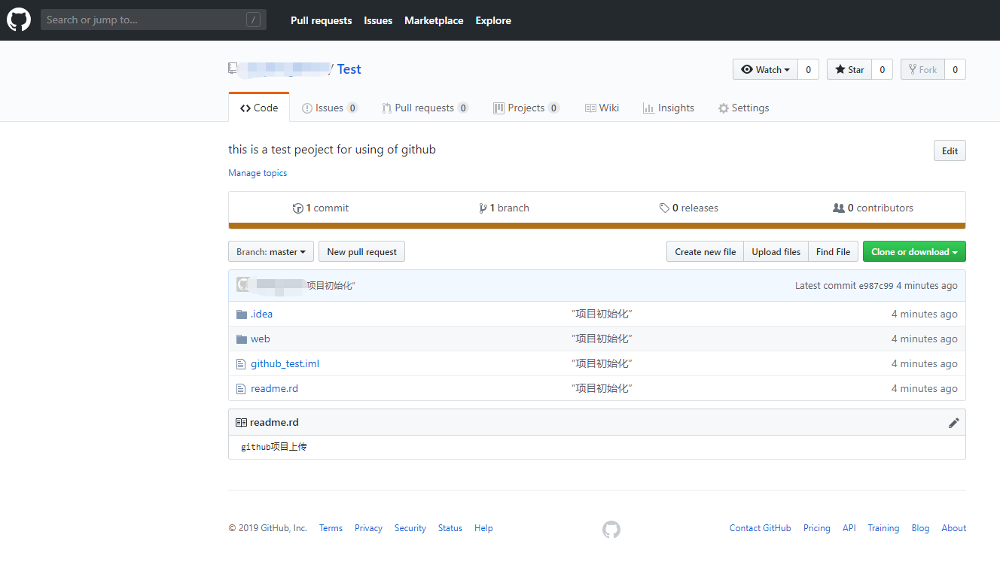 Search or jump to... / Pull requests Issues Marketplace Explore
/ Test Watch 0 Star 0 Fork 0
Code Issues 0 Pull requests 0 Projects 0 Wiki Insights Settings
this is a test peoject for using of github Edit
Manage topics
1 commit 1 branch 0 releases 0 contributors
Branch: master New pull request Create new file Upload files Find File Clone or download
项目初始化" Latest commit e987c99 4 minutes ago
.idea "项目初始化" 4 minutes ago
web "项目初始化" 4 minutes ago
github_test.iml "项目初始化" 4 minutes ago
readme.rd "项目初始化" 4 minutes ago
readme.rd
github项目上传
© 2019 GitHub, Inc. Terms Privacy Security Status Help Contact GitHub Pricing API Training Blog About